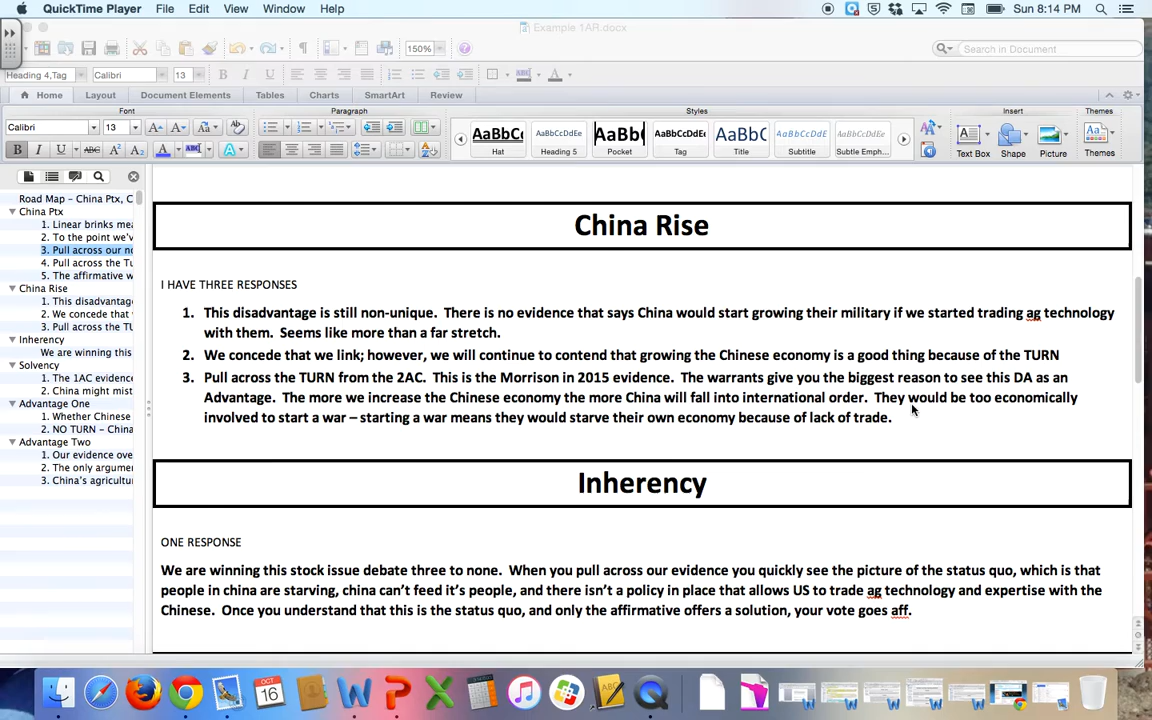 QuickTime Player File Edit View Window Help Sun 8:14 PM
Example 1AR.docx
150% Search in Document
Heading 4,Tag Calibri 13 B I U A
Home Layout Document Elements Tables Charts SmartArt Review
Font Paragraph Styles Insert Themes
Calibri 13 A A Aa
B I U ABC A² A₂ A ABC A
AaBbCc AaBbCcDdEe AaBb AaBbCcDdEe AaBbC AaBbCcDdE AaBbCcDdEe Aa
Hat Heading 5 Pocket Tag Title Subtitle Subtle Emph... Text Box Shape Picture Themes
Road Map – China Ptx, C
China Ptx
1. Linear brinks mea
2. To the point we'v
3. Pull across our no
4. Pull across the Tu
5. The affirmative w
China Rise
1. This disadvantage
2. We concede that
3. Pull across the TU
Inherency
We are winning this
Solvency
1. The 1AC evidence
2. China might mist
Advantage One
1. Whether Chinese
2. NO TURN – China
Advantage Two
1. Our evidence ove
2. The only argumen
3. China's agricultu
China Rise
I HAVE THREE RESPONSES
1. This disadvantage is still non-unique. There is no evidence that says China would start growing their military if we started trading ag technology
with them. Seems like more than a far stretch.
2. We concede that we link; however, we will continue to contend that growing the Chinese economy is a good thing because of the TURN
3. Pull across the TURN from the 2AC. This is the Morrison in 2015 evidence. The warrants give you the biggest reason to see this DA as an
Advantage. The more we increase the Chinese economy the more China will fall into international order. They would be too economically
involved to start a war – starting a war means they would starve their own economy because of lack of trade.
Inherency
ONE RESPONSE
We are winning this stock issue debate three to none. When you pull across our evidence you quickly see the picture of the status quo, which is that
people in china are starving, china can't feed it's people, and there isn't a policy in place that allows US to trade ag technology and expertise with the
Chinese. Once you understand that this is the status quo, and only the affirmative offers a solution, your vote goes aff.
OCT
16